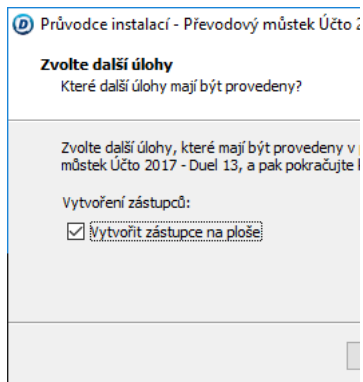 Průvodce instalací - Převodový můstek Účto 2
Zvolte další úlohy
Které další úlohy mají být provedeny?
Zvolte další úlohy, které mají být provedeny v
můstek Účto 2017 - Duel 13, a pak pokračujte
Vytvoření zástupců:
Vytvořit zástupce na ploše